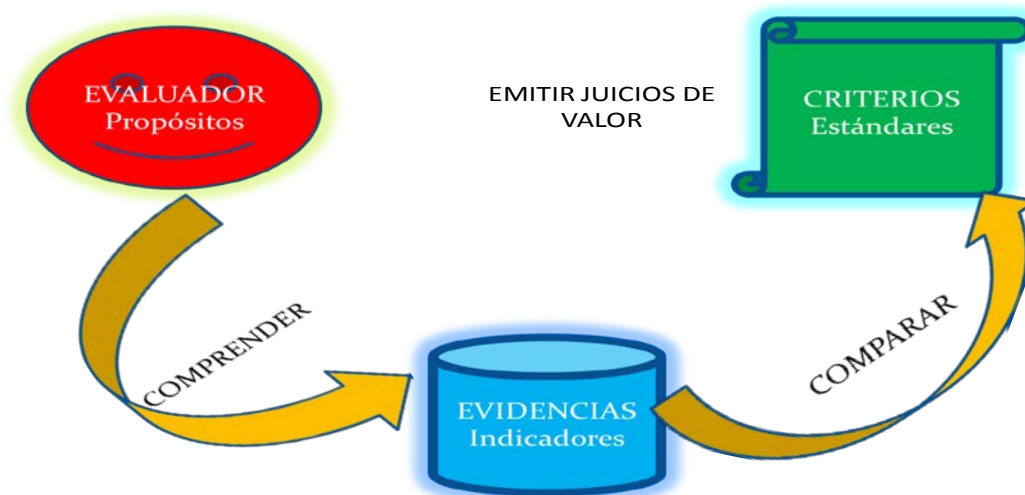 EVALUADOR
Propósitos
EMITIR JUICIOS DE
VALOR
CRITERIOS
Estándares
COMPRENDER
COMPARAR
EVIDENCIAS
Indicadores